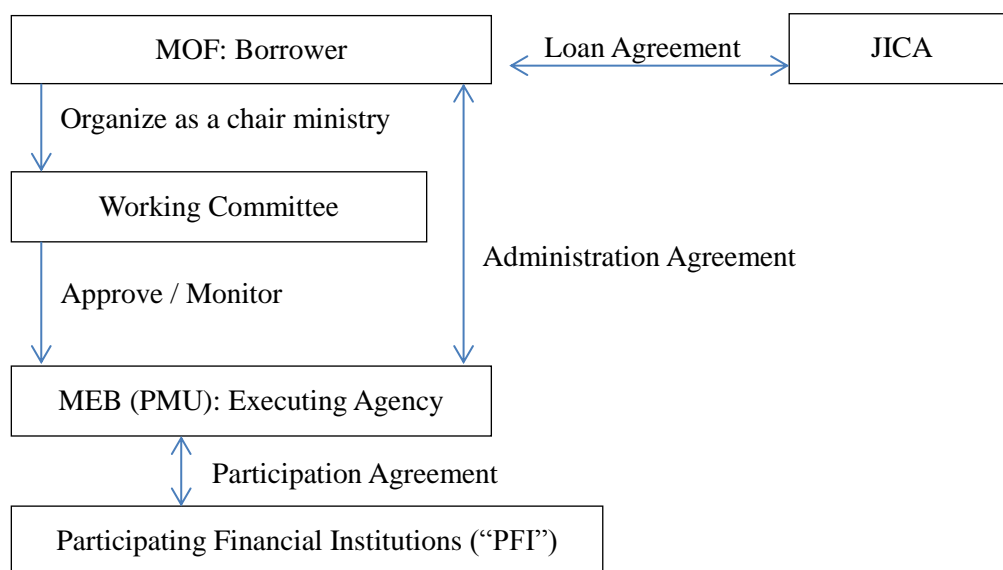 MOF: Borrower
Loan Agreement
JICA
Organize as a chair ministry
Working Committee
Administration Agreement
Approve / Monitor
MEB (PMU): Executing Agency
Participation Agreement
Participating Financial Institutions (“PFI”)